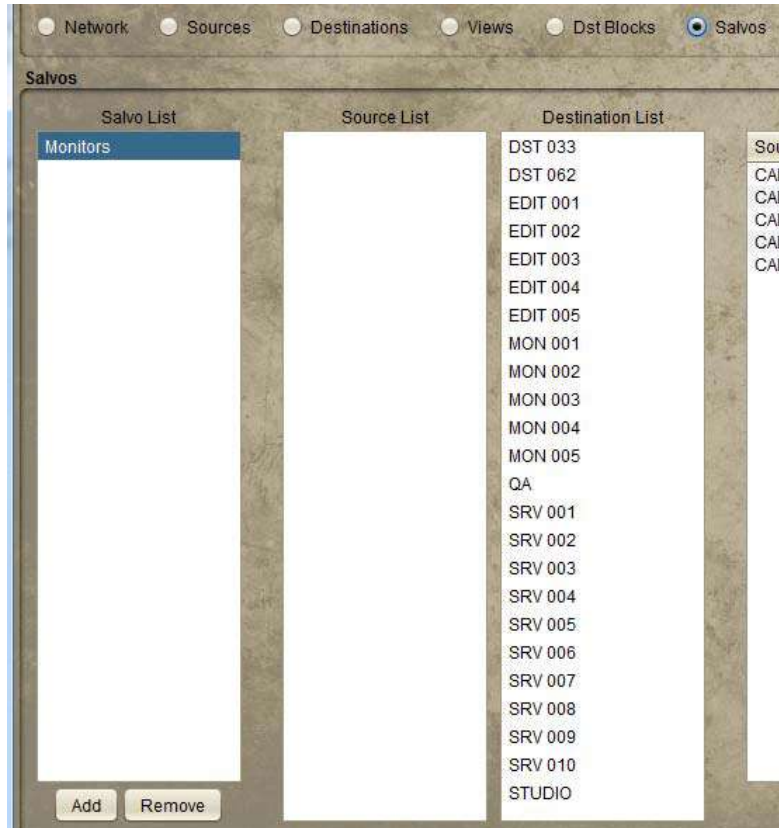 Network Sources Destinations Views Dst Blocks Salvos
Salvos
Salvo List
Monitors
Add Remove
Source List
Destination List
DST 033
DST 062
EDIT 001
EDIT 002
EDIT 003
EDIT 004
EDIT 005
MON 001
MON 002
MON 003
MON 004
MON 005
QA
SRV 001
SRV 002
SRV 003
SRV 004
SRV 005
SRV 006
SRV 007
SRV 008
SRV 009
SRV 010
STUDIO